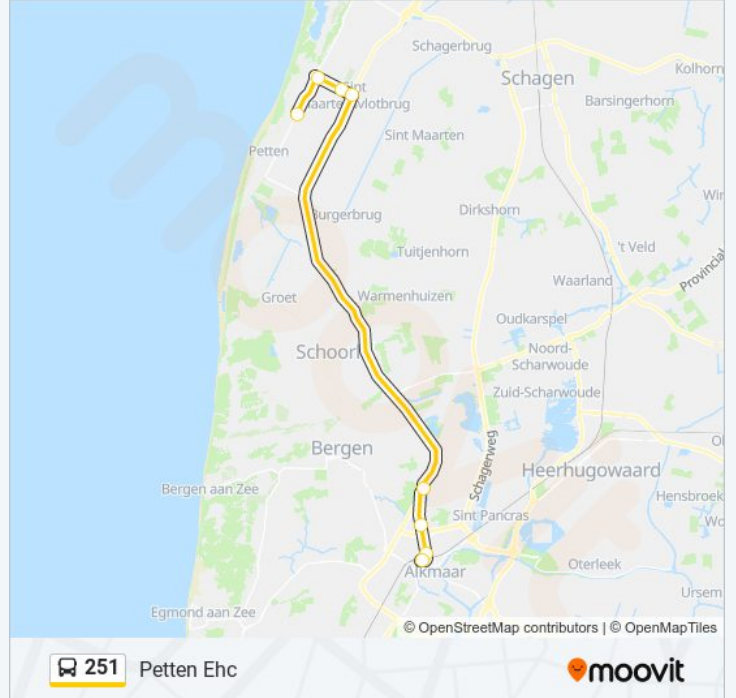 Schagerbrug
Schagen
Kolhorn
Sint
Maartensvlotbrug
Barsingerhorn
Sint Maarten
Petten
Burgerbrug
Dirkshorn
't Veld
Tuitjenhorn
Provincial
Waarland
Groet
Warmenhuizen
Oudkarspel
Schoorl
Noord-
Scharwoude
Zuid-Scharwoude
Bergen
Schagerweg
Heerhugowaard
Bergen aan Zee
Hensbroek
Sint Pancras
Oterleek
Alkmaar
Ursem
Egmond aan Zee
© OpenStreetMap contributors | © OpenMapTiles
251 Petten Ehc
moovit